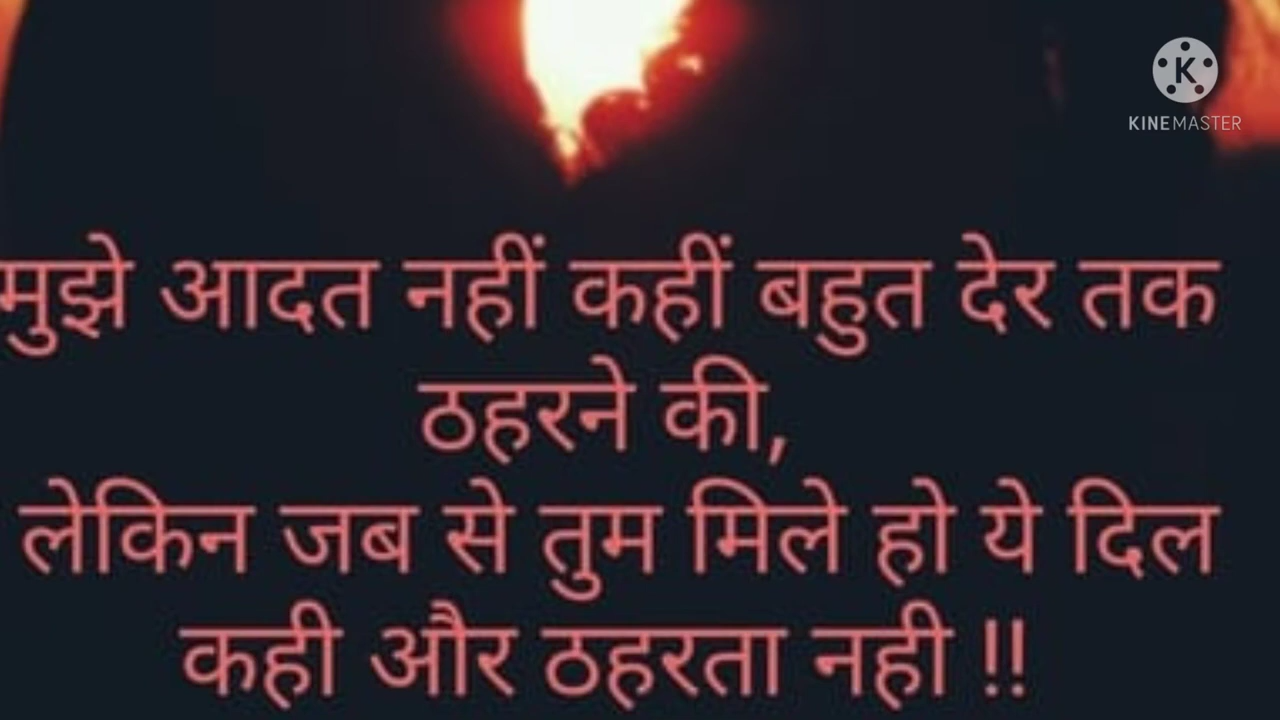 K
KINEMASTER
मुझे आदत नहीं कहीं बहुत देर तक
ठहरने की,
लेकिन जब से तुम मिले हो ये दिल
कही और ठहरता नही !!